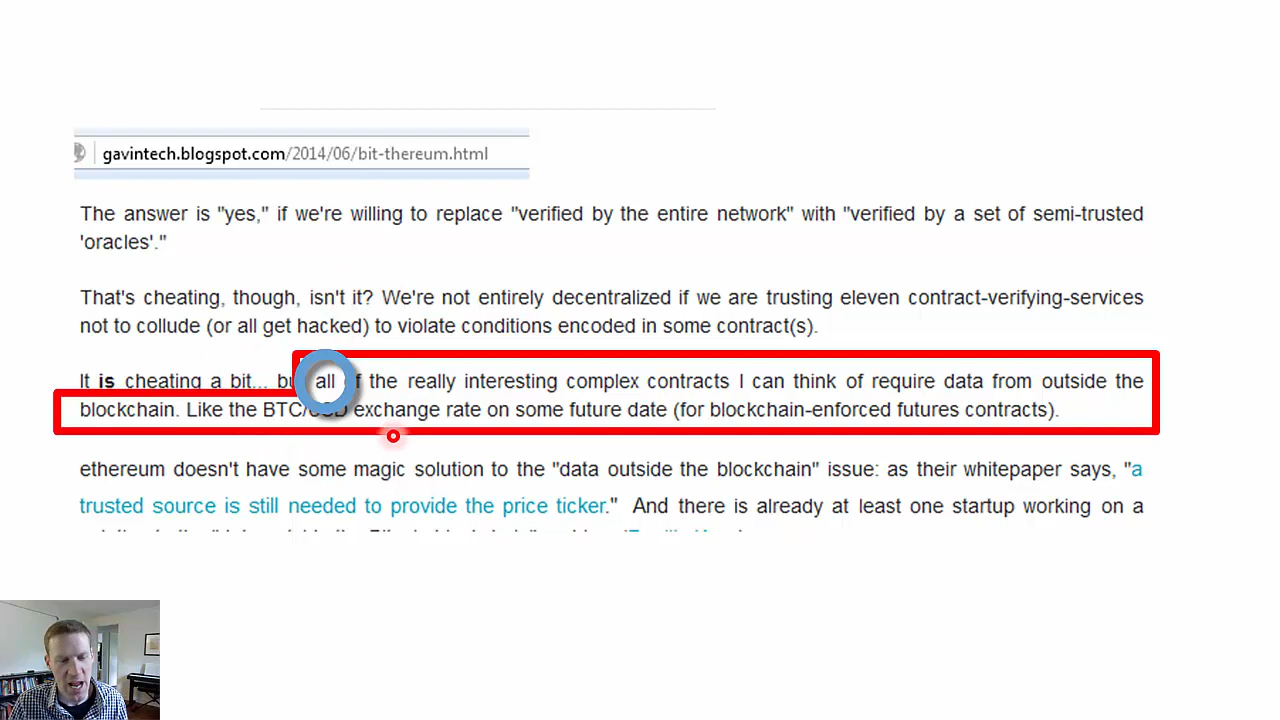 gavintech.blogspot.com/2014/06/bit-thereum.html
The answer is "yes," if we're willing to replace "verified by the entire network" with "verified by a set of semi-trusted
'oracles'."
That's cheating, though, isn't it? We're not entirely decentralized if we are trusting eleven contract-verifying-services
not to collude (or all get hacked) to violate conditions encoded in some contract(s).
It is cheating a bit... but all of the really interesting complex contracts I can think of require data from outside the
blockchain. Like the BTC/USD exchange rate on some future date (for blockchain-enforced futures contracts).
ethereum doesn't have some magic solution to the "data outside the blockchain" issue: as their whitepaper says, "a
trusted source is still needed to provide the price ticker." And there is already at least one startup working on a